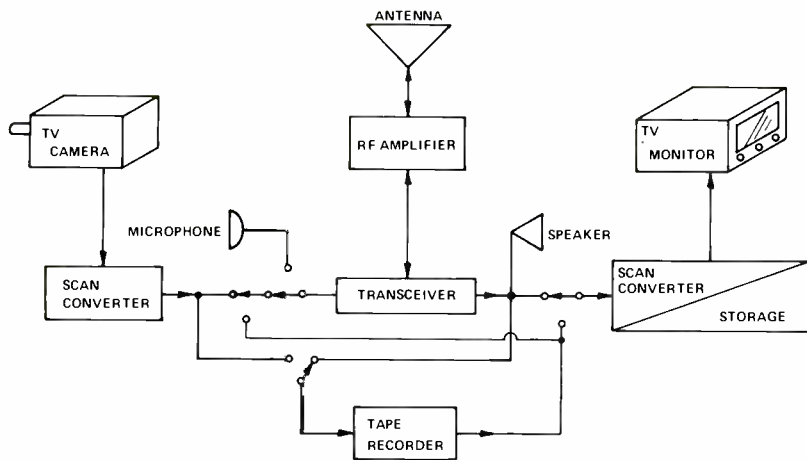 ANTENNA
TV
CAMERA
RF AMPLIFIER
TV
MONITOR
MICROPHONE
SPEAKER
SCAN
CONVERTER
TRANSCEIVER
SCAN
CONVERTER
STORAGE
TAPE
RECORDER